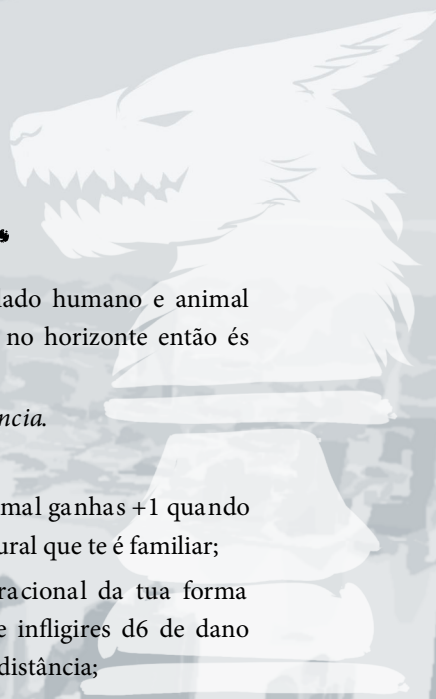 lado humano e animal
no horizonte então és
ncia.
mal ganhas +1 quando
ural que te é familiar;
racional da tua forma
e infligires d6 de dano
distância;